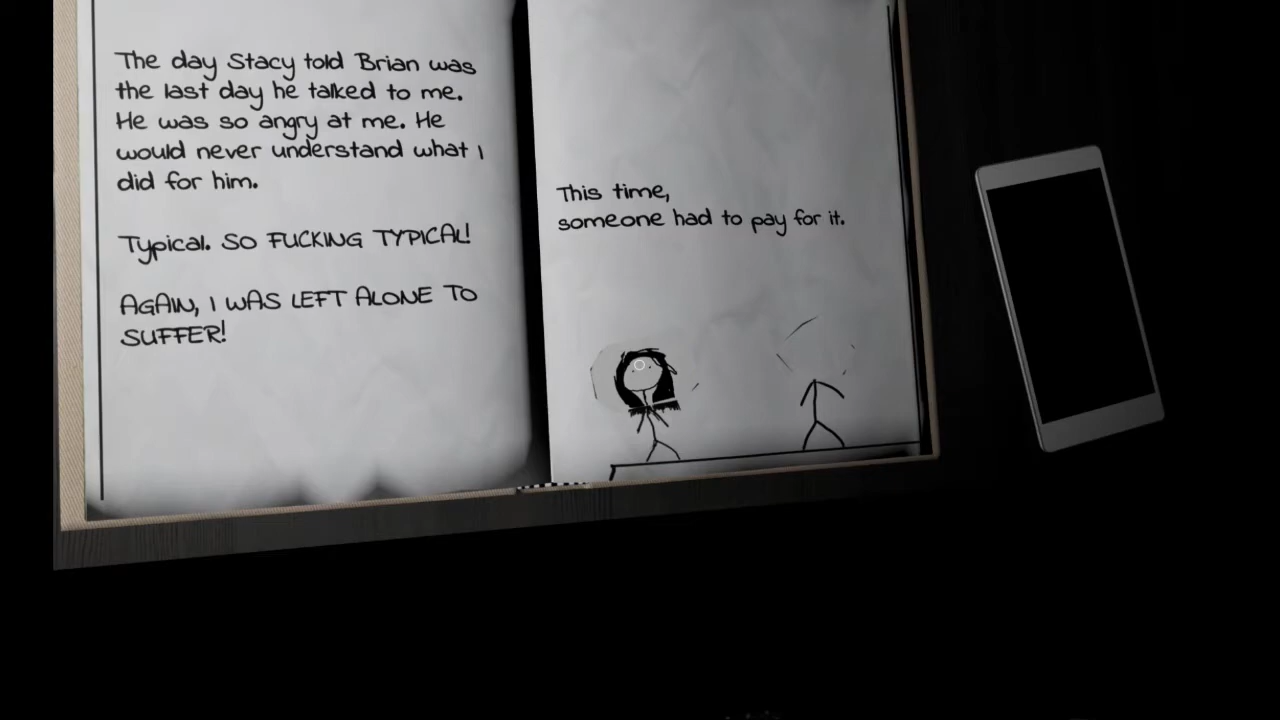 The day Stacy told Brian was
the last day he talked to me.
He was so angry at me. He
would never understand what I
did for him.
Typical. SO FUCKING TYPICAL!
AGAIN, I WAS LEFT ALONE TO
SUFFER!
This time,
someone had to pay for it.